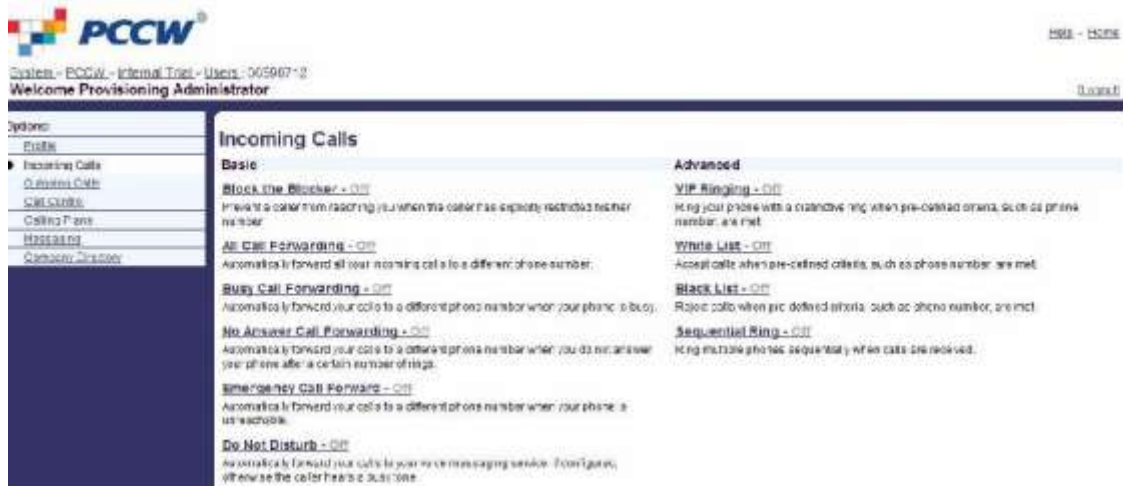 PCCW®
Help - Home
System - PCCW - Internal Trial - Users :
Welcome Provisioning Administrator
[Logout]
Options:
Profile
Incoming Calls
Outgoing Calls
Call Control
Calling Plans
Messaging
Company Directory
Incoming Calls
Basic
Block the Blocker - Off
Prevent a caller from reaching you when the caller has explicitly restricted his/her
number
All Call Forwarding - Off
Automatically forward all your incoming calls to a different phone number.
Busy Call Forwarding - Off
Automatically forward your calls to a different phone number when your phone is busy.
No Answer Call Forwarding - Off
Automatically forward your calls to a different phone number when you do not answer
your phone after a certain number of rings.
Emergency Call Forward - Off
Automatically forward your calls to a different phone number when your phone is
unreachable.
Do Not Disturb - Off
Automatically forward your calls to your voice messaging service, if configured,
otherwise the caller hears a busy tone
Advanced
VIP Ringing - Off
Ring your phone with a distinctive ring when pre-defined criteria, such as phone
number, are met
White List - Off
Accept calls when pre-defined criteria, such as phone number, are met
Black List - Off
Reject calls when pre-defined criteria, such as phone number, are met.
Sequential Ring - Off
Ring multiple phones sequentially when calls are received.